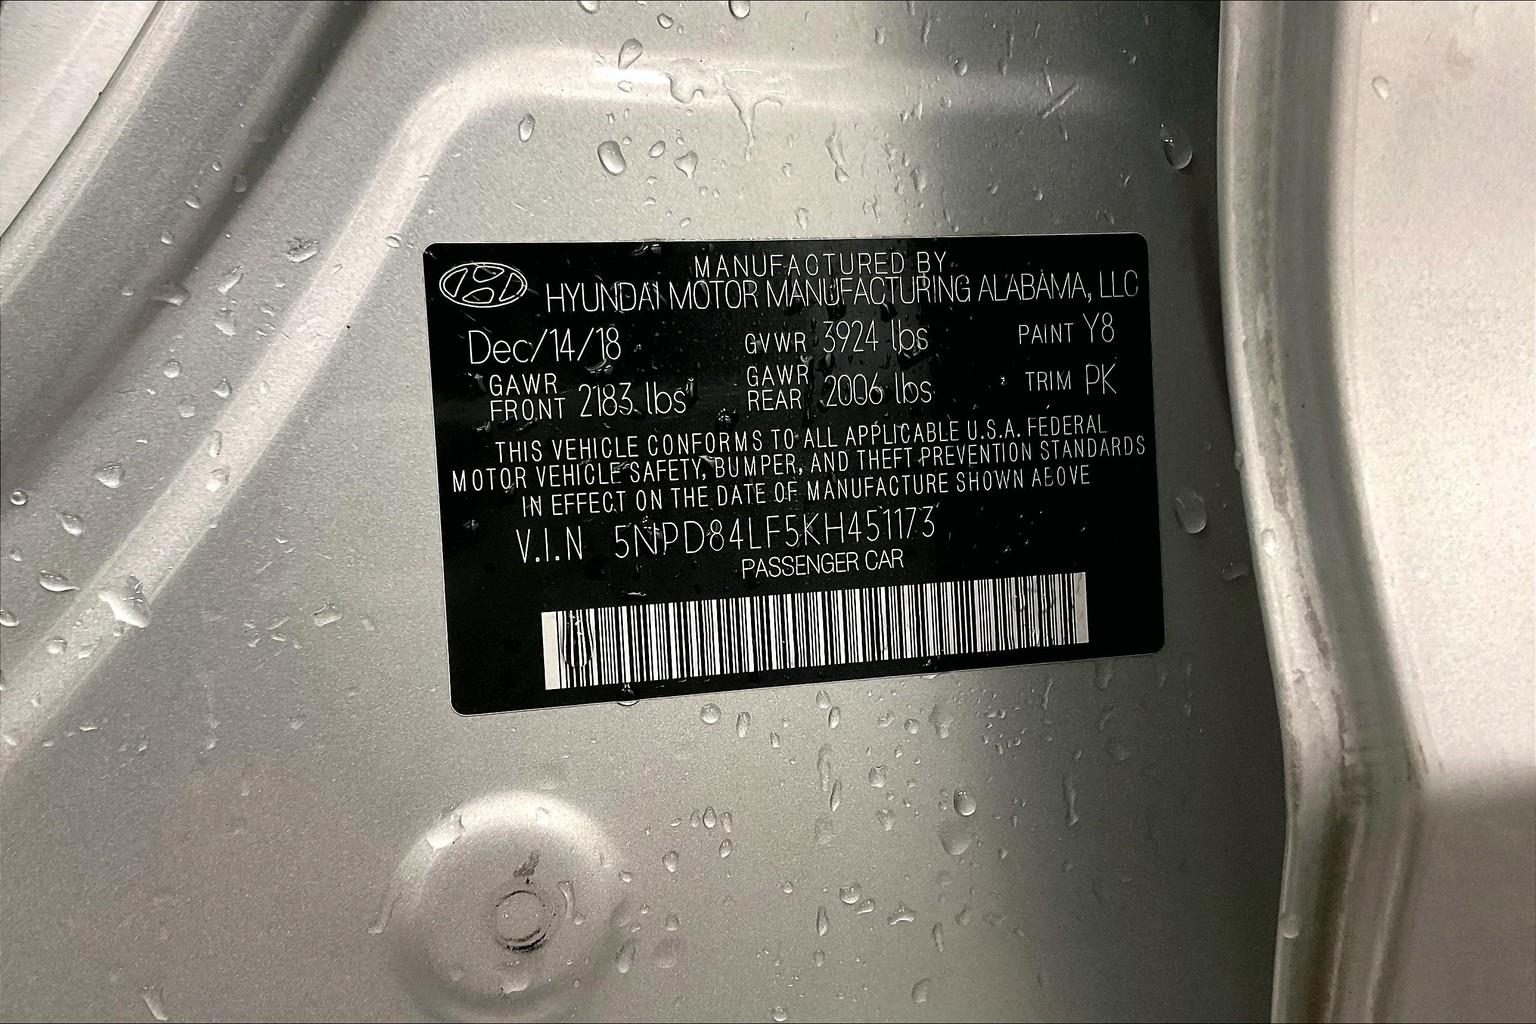 MANUFACTURED BY
HYUNDAI MOTOR MANUFACTURING ALABAMA, LLC
Dec/14/18 GVWR 3924 lbs PAINT Y8
GAWR FRONT 2183 lbs GAWR REAR 2006 lbs TRIM PK
THIS VEHICLE CONFORMS TO ALL APPLICABLE U.S.A. FEDERAL
MOTOR VEHICLE SAFETY, BUMPER, AND THEFT PREVENTION STANDARDS
IN EFFECT ON THE DATE OF MANUFACTURE SHOWN ABOVE
V.I.N 5NPD84LF5KH451173
PASSENGER CAR